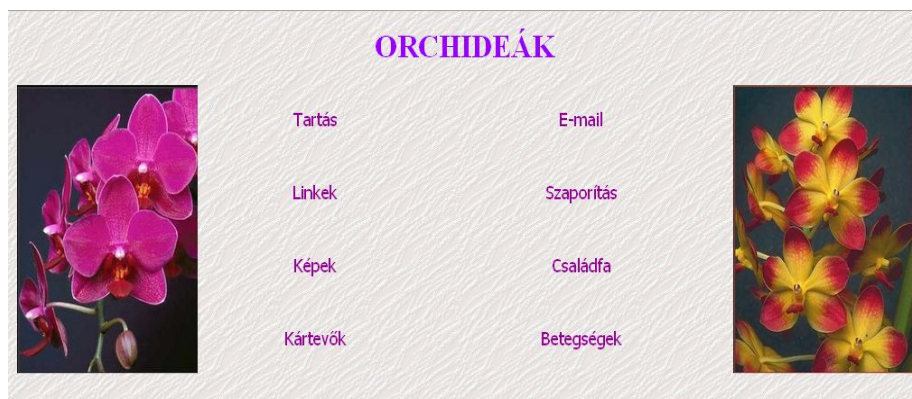 ORCHIDEÁK
Tartás E-mail
Linkek Szaporítás
Képek Családfa
Kártevők Betegségek